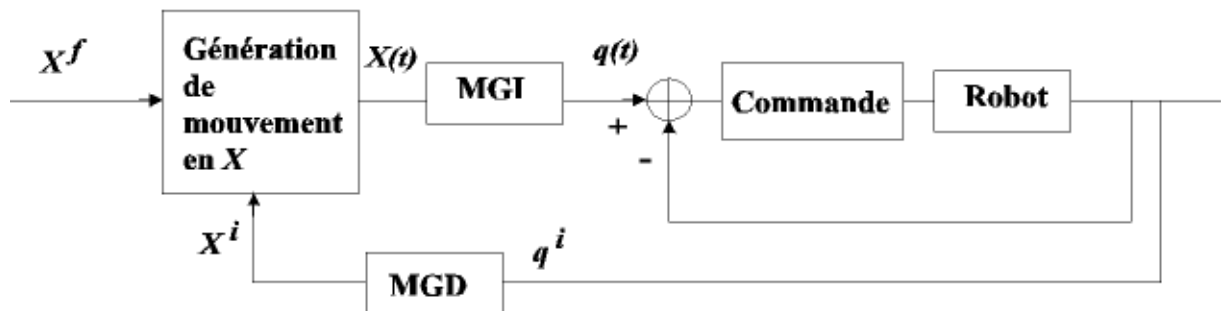 X^f
Génération
de
mouvement
en X
X(t)
MGI
q(t)
+
-
Commande
Robot
X^i
MGD
q^i